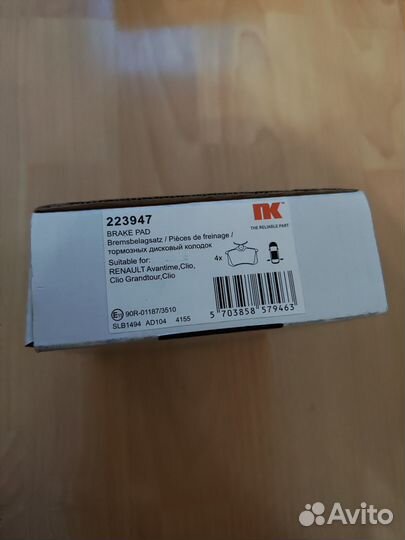 223947
BRAKE PAD
Bremsbelagsatz / Pièces de freinage /
тормозных дисковый колодок
Suitable for:
RENAULT Avantime,Clio,
Clio Grandtour,Clio
4x
NK
THE RELIABLE PART
90R-01187/3510
SLB1494 AD104 4155
5 703858 579463
Avito